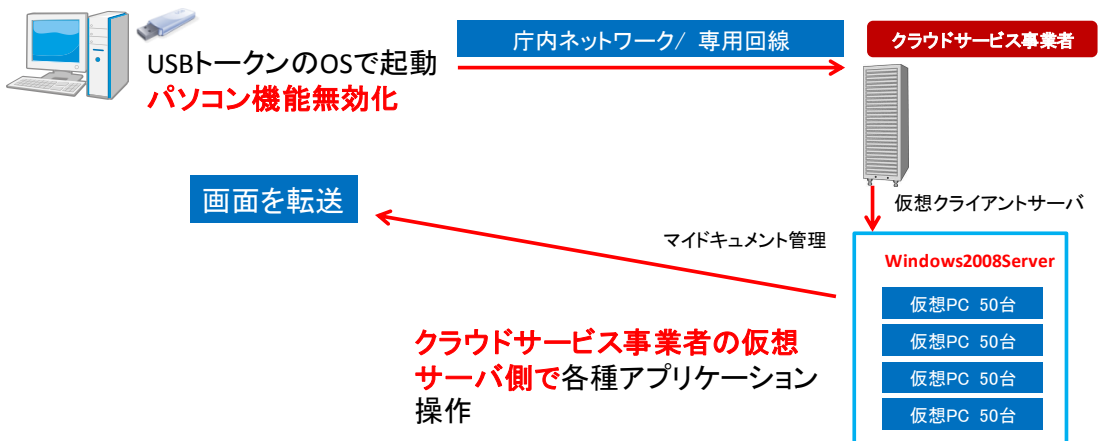 庁内ネットワーク/ 専用回線
クラウドサービス事業者
USBトークンのOSで起動
パソコン機能無効化
仮想クライアントサーバ
画面を転送
マイドキュメント管理
Windows2008Server
仮想PC 50台
仮想PC 50台
仮想PC 50台
仮想PC 50台
クラウドサービス事業者の仮想
サーバ側で各種アプリケーション
操作